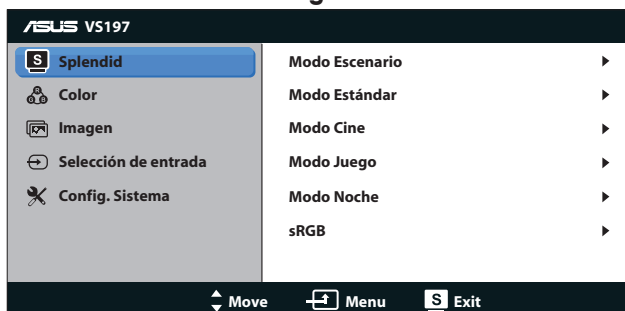 ASUS VS197
S Splendid
Color
Imagen
Selección de entrada
Config. Sistema
Modo Escenario
Modo Estándar
Modo Cine
Modo Juego
Modo Noche
sRGB
Move Menu S Exit